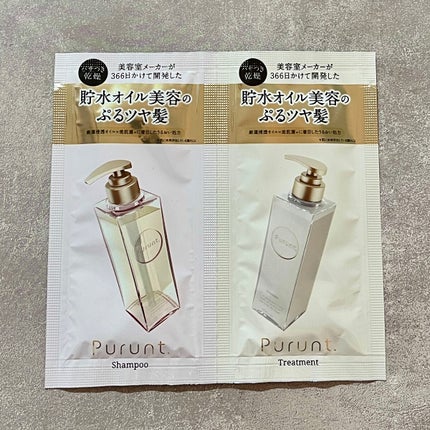 パサつき
乾燥
美容室メーカーが
366日かけて開発した
貯水オイル美容の
ぷるツヤ髪
Purunt.
Purunt.
Shampoo
パサつき
乾燥
美容室メーカーが
366日かけて開発した
貯水オイル美容の
ぷるツヤ髪
Purunt.
Purunt.
Treatment